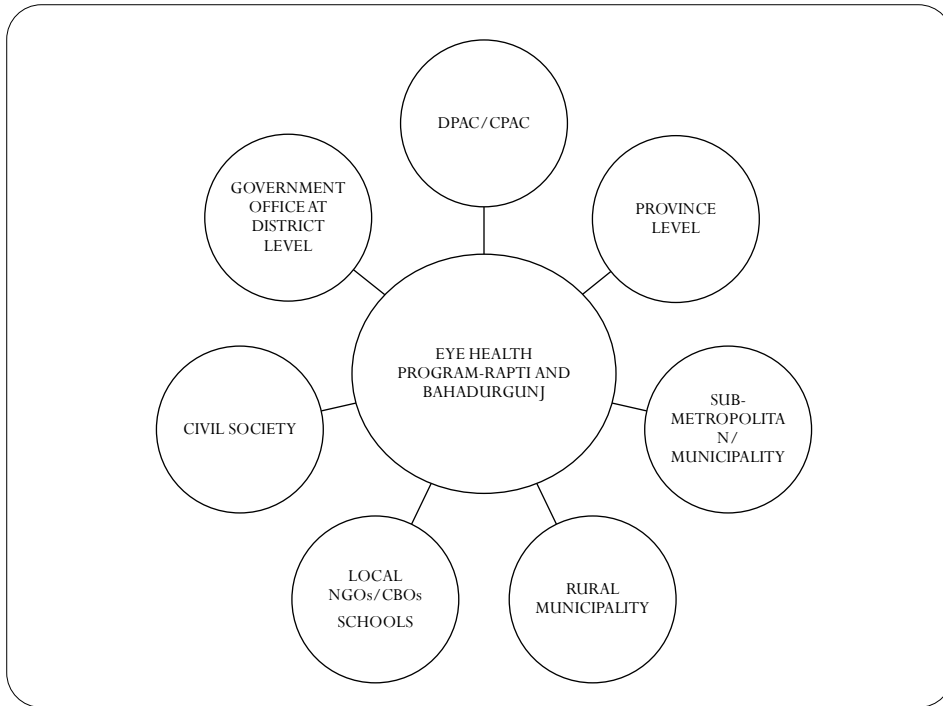 DPAC/CPAC
GOVERNMENT
OFFICE AT
DISTRICT
LEVEL
PROVINCE
LEVEL
EYE HEALTH
PROGRAM-RAPTI AND
BAHADURGUNJ
CIVIL SOCIETY
SUB-
METROPOLITA
N/
MUNICIPALITY
LOCAL
NGOs/CBOs
SCHOOLS
RURAL
MUNICIPALITY